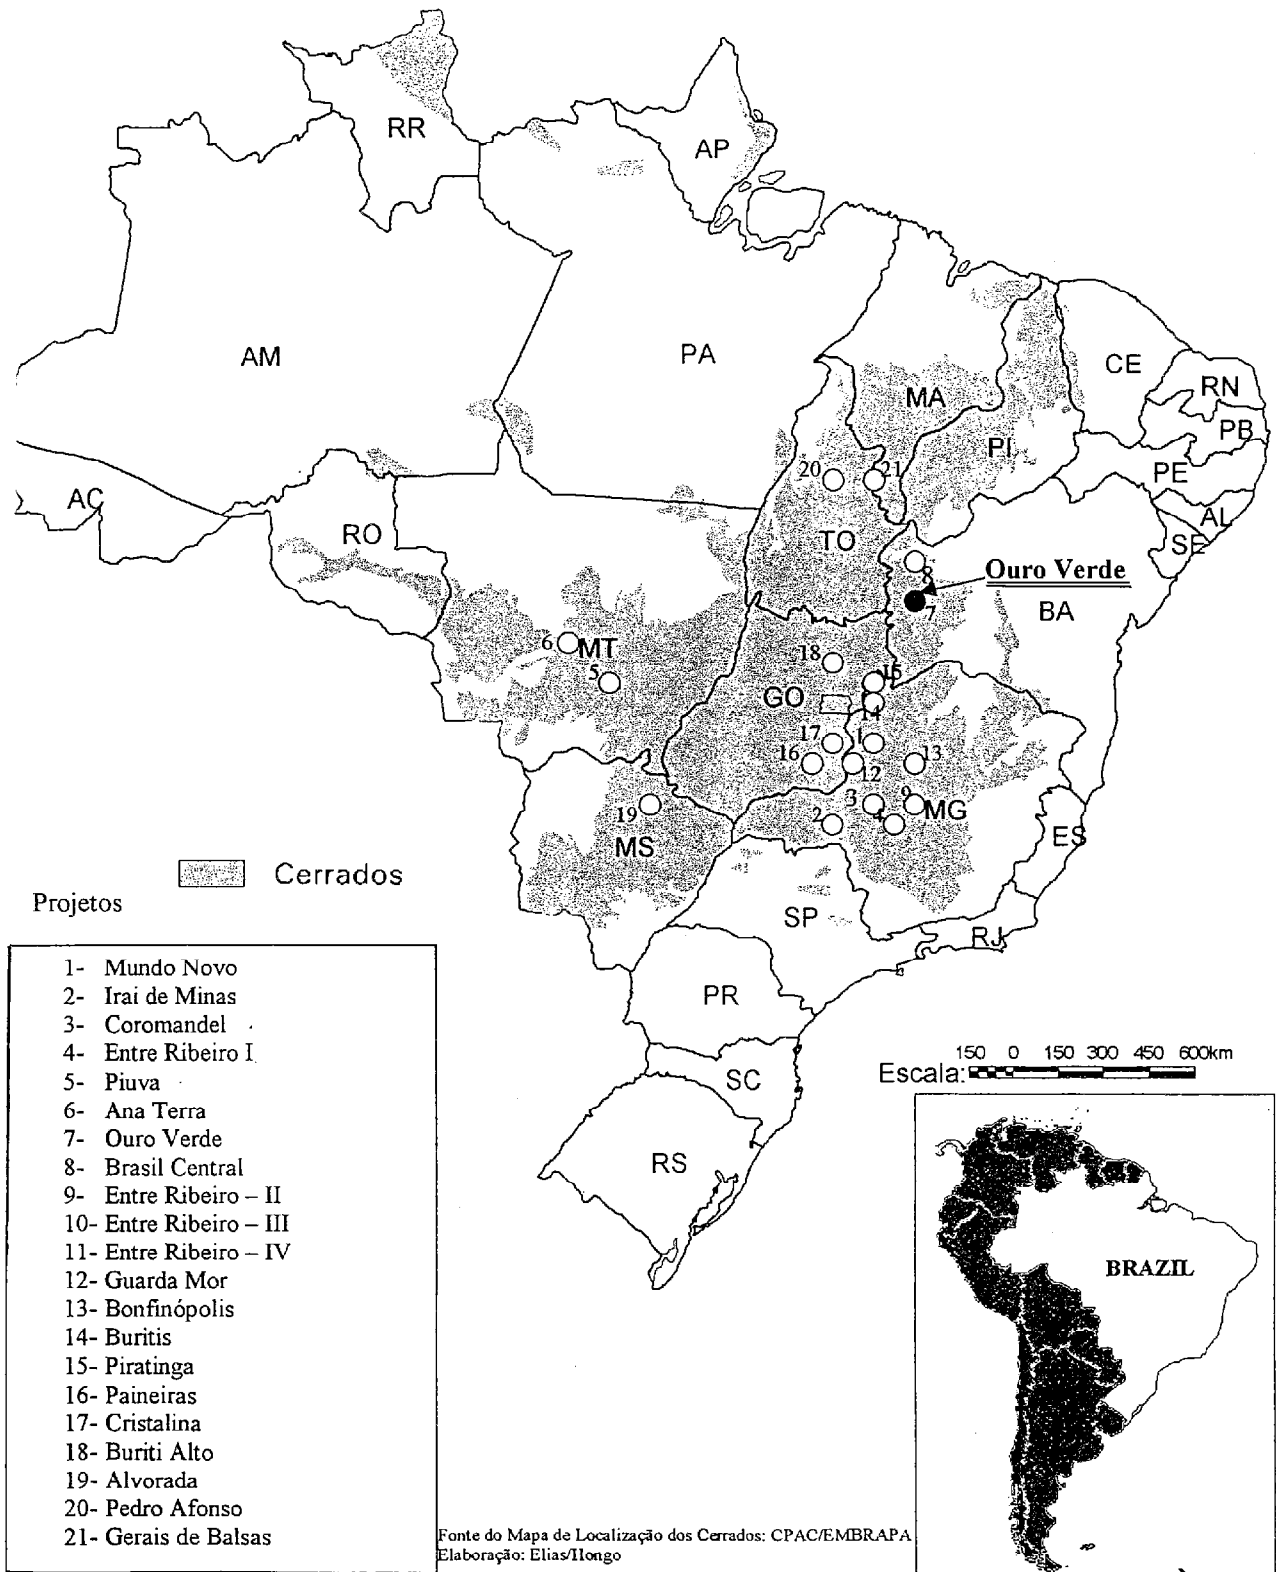 RR
AP
AM
PA
CE
RN
MA
PB
PI
PE
20
21
AC
AL
RO
TO
SE
8
Ouro Verde
7
BA
6
MT
18
15
5
GO
14
17
1
16
12
13
19
3
9
MG
2
4
MS
ES
Cerrados
Projetos
SP
RJ
1- Mundo Novo
2- Irai de Minas
3- Coromandel
4- Entre Ribeiro I
5- Piuva
6- Ana Terra
7- Ouro Verde
8- Brasil Central
9- Entre Ribeiro – II
10- Entre Ribeiro – III
11- Entre Ribeiro – IV
12- Guarda Mor
13- Bonfinópolis
14- Buritis
15- Piratinga
16- Paineiras
17- Cristalina
18- Buriti Alto
19- Alvorada
20- Pedro Afonso
21- Gerais de Balsas
PR
SC
RS
150 0 150 300 450 600km
Escala:
BRAZIL
Fonte do Mapa de Localização dos Cerrados: CPAC/EMBRAPA
Elaboração: Elias/Hongo